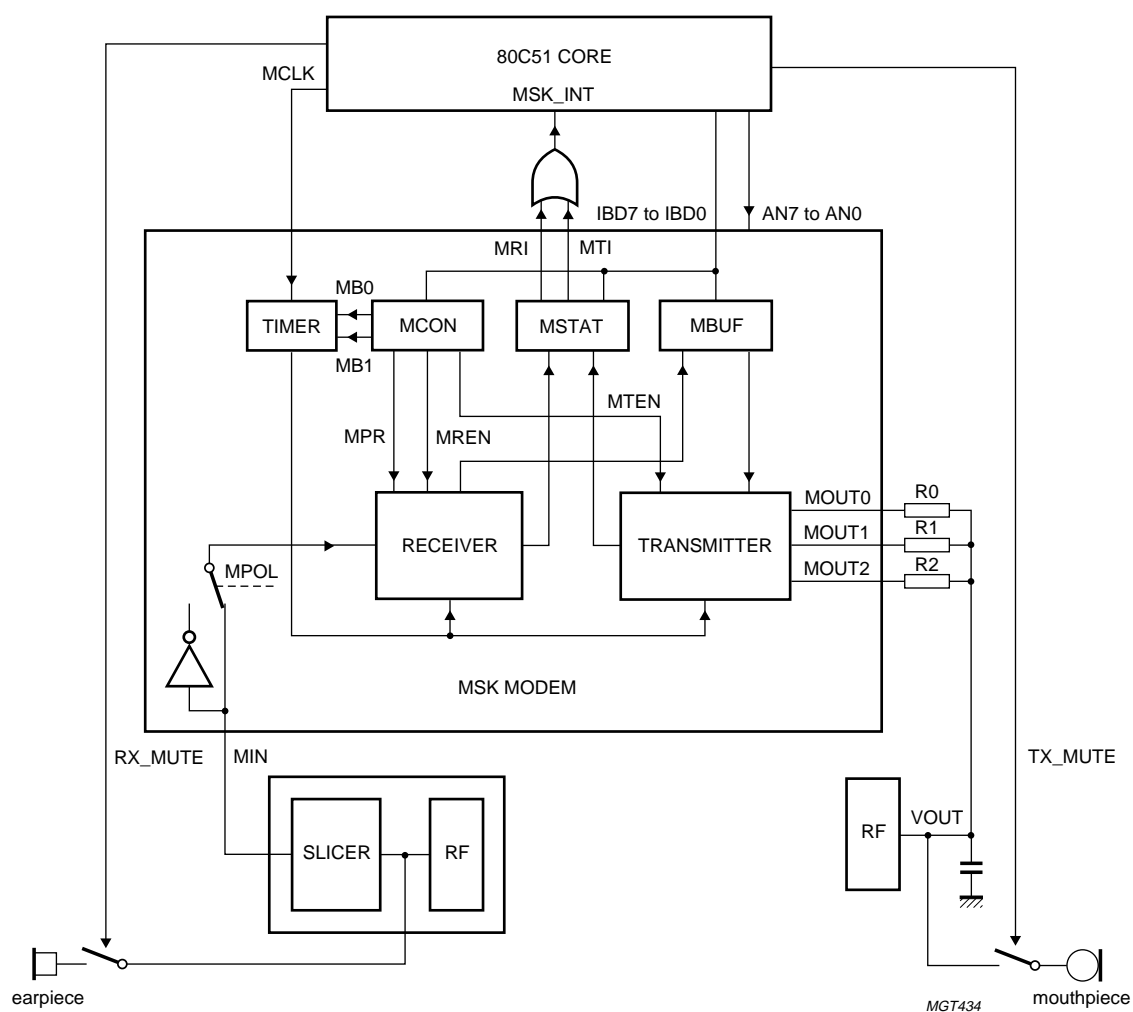 80C51 CORE
MCLK
MSK_INT
IBD7 to IBD0
AN7 to AN0
MRI
MTI
MB0
TIMER
MCON
MSTAT
MBUF
MB1
MTEN
MPR
MREN
MOUT0
R0
RECEIVER
TRANSMITTER
MOUT1
R1
MPOL
MOUT2
R2
MSK MODEM
RX_MUTE
MIN
TX_MUTE
SLICER
RF
RF
VOUT
earpiece
MGT434
mouthpiece